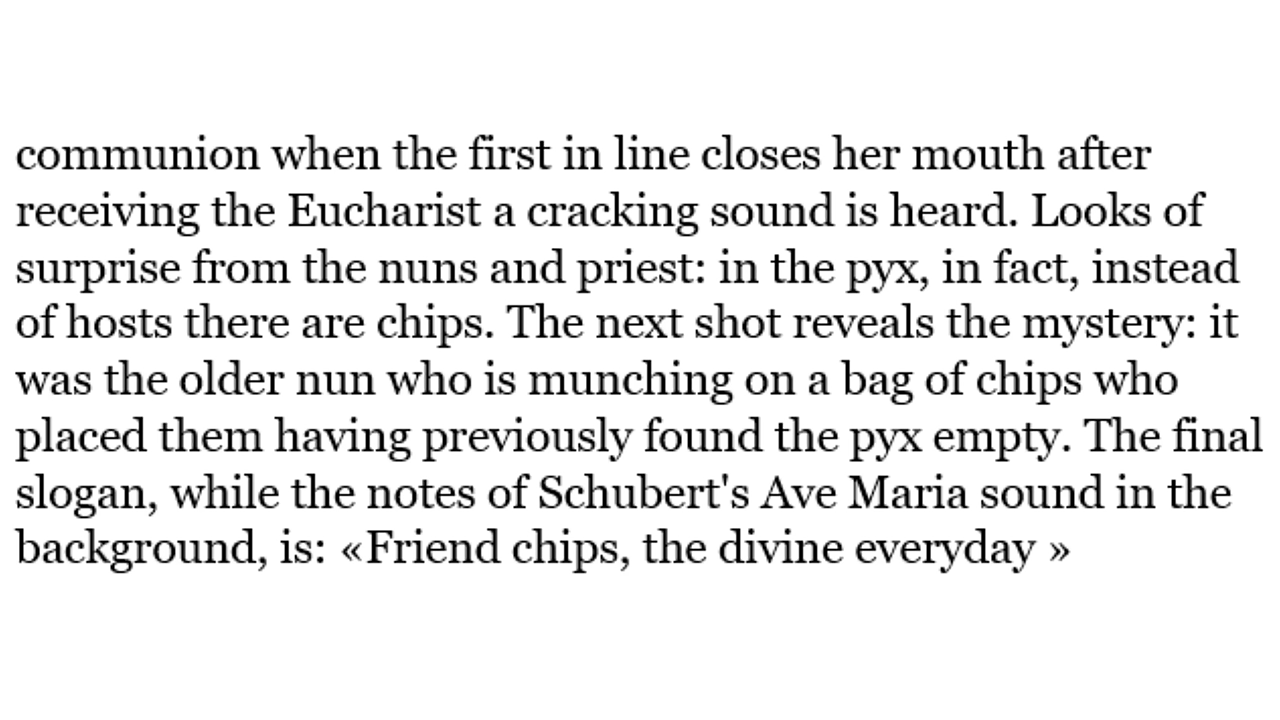 communion when the first in line closes her mouth after
receiving the Eucharist a cracking sound is heard. Looks of
surprise from the nuns and priest: in the pyx, in fact, instead
of hosts there are chips. The next shot reveals the mystery: it
was the older nun who is munching on a bag of chips who
placed them having previously found the pyx empty. The final
slogan, while the notes of Schubert's Ave Maria sound in the
background, is: «Friend chips, the divine everyday »